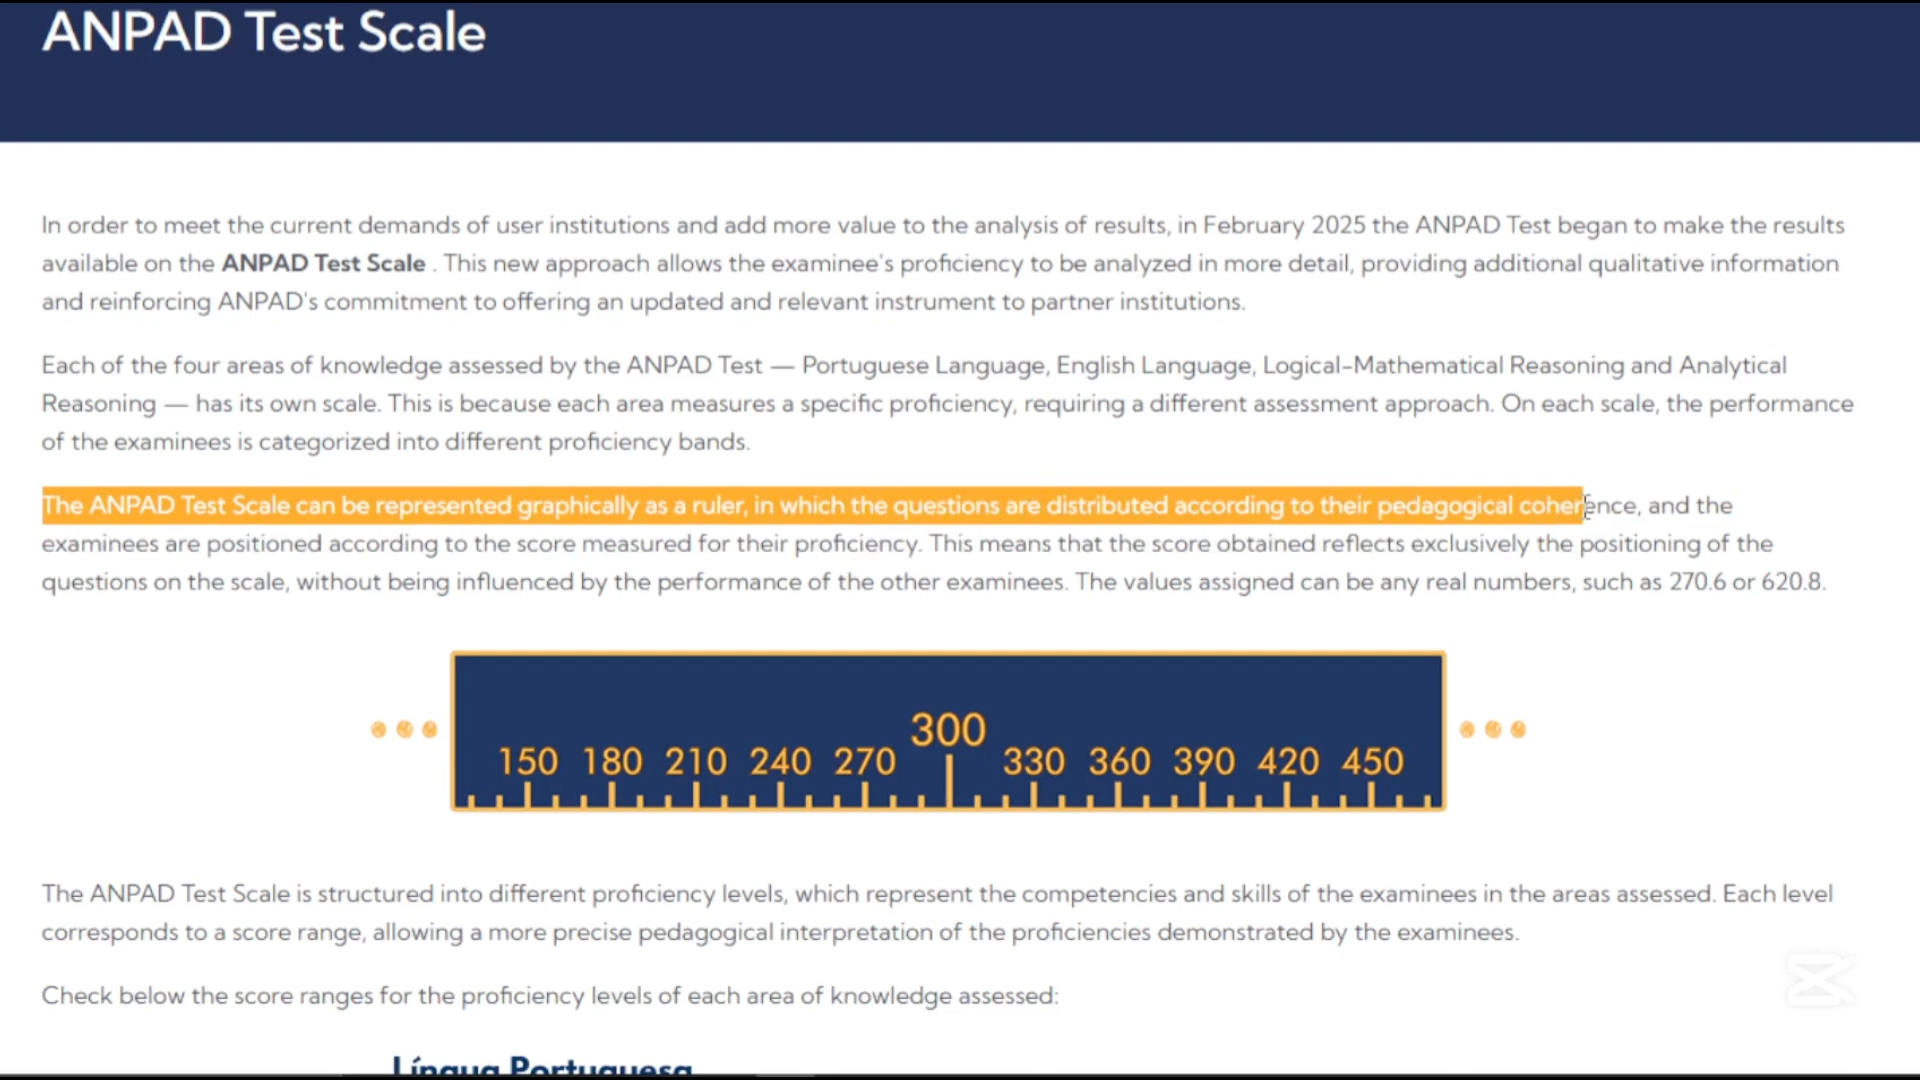 ANPAD Test Scale
In order to meet the current demands of user institutions and add more value to the analysis of results, in February 2025 the ANPAD Test began to make the results
available on the ANPAD Test Scale . This new approach allows the examinee's proficiency to be analyzed in more detail, providing additional qualitative information
and reinforcing ANPAD's commitment to offering an updated and relevant instrument to partner institutions.
Each of the four areas of knowledge assessed by the ANPAD Test — Portuguese Language, English Language, Logical-Mathematical Reasoning and Analytical
Reasoning — has its own scale. This is because each area measures a specific proficiency, requiring a different assessment approach. On each scale, the performance
of the examinees is categorized into different proficiency bands.
The ANPAD Test Scale can be represented graphically as a ruler, in which the questions are distributed according to their pedagogical coherence, and the
examinees are positioned according to the score measured for their proficiency. This means that the score obtained reflects exclusively the positioning of the
questions on the scale, without being influenced by the performance of the other examinees. The values assigned can be any real numbers, such as 270.6 or 620.8.
150 180 210 240 270 300 330 360 390 420 450
The ANPAD Test Scale is structured into different proficiency levels, which represent the competencies and skills of the examinees in the areas assessed. Each level
corresponds to a score range, allowing a more precise pedagogical interpretation of the proficiencies demonstrated by the examinees.
Check below the score ranges for the proficiency levels of each area of knowledge assessed:
Língua Portuguesa